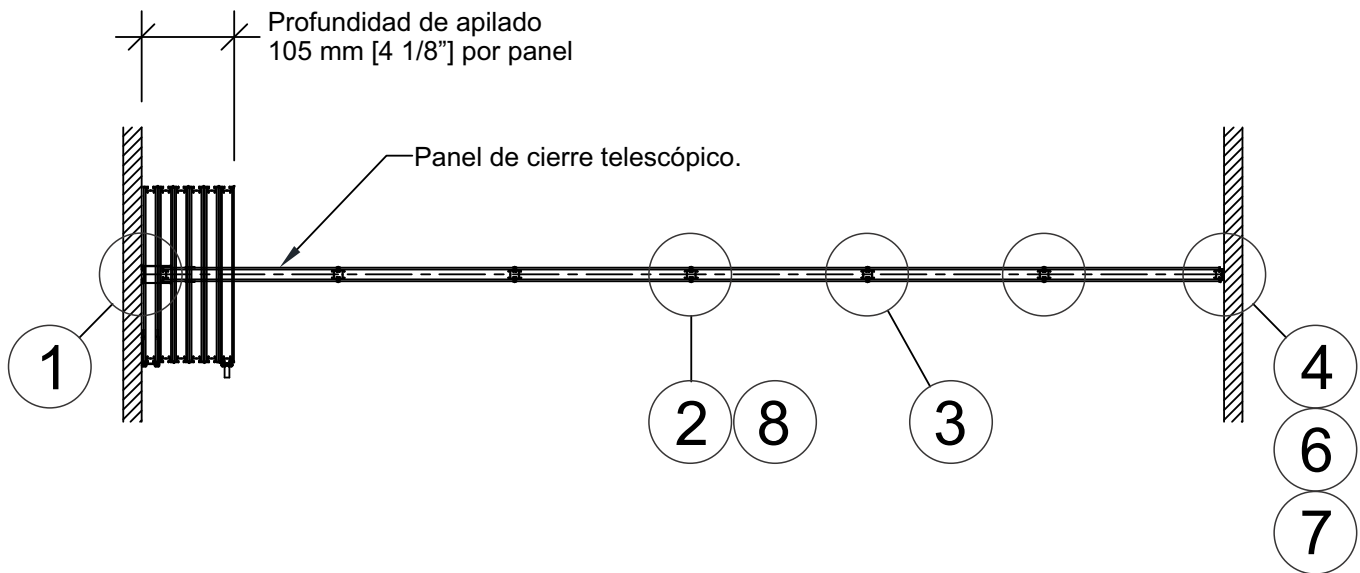 Profundidad de apilado
105 mm [4 1/8”] por panel
Panel de cierre telescópico.
1
2 8
3
4
6
7